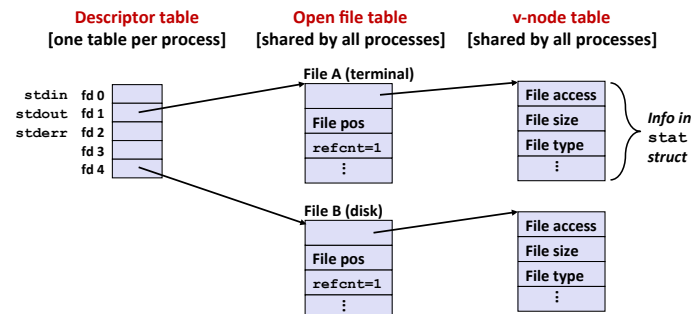 Descriptor table
[one table per process]
Open file table
[shared by all processes]
v-node table
[shared by all processes]
stdin fd 0
stdout fd 1
stderr fd 2
fd 3
fd 4
File A (terminal)
File pos
refcnt=1
⋮
File access
File size
File type
⋮
Info in
stat
struct
File B (disk)
File pos
refcnt=1
⋮
File access
File size
File type
⋮